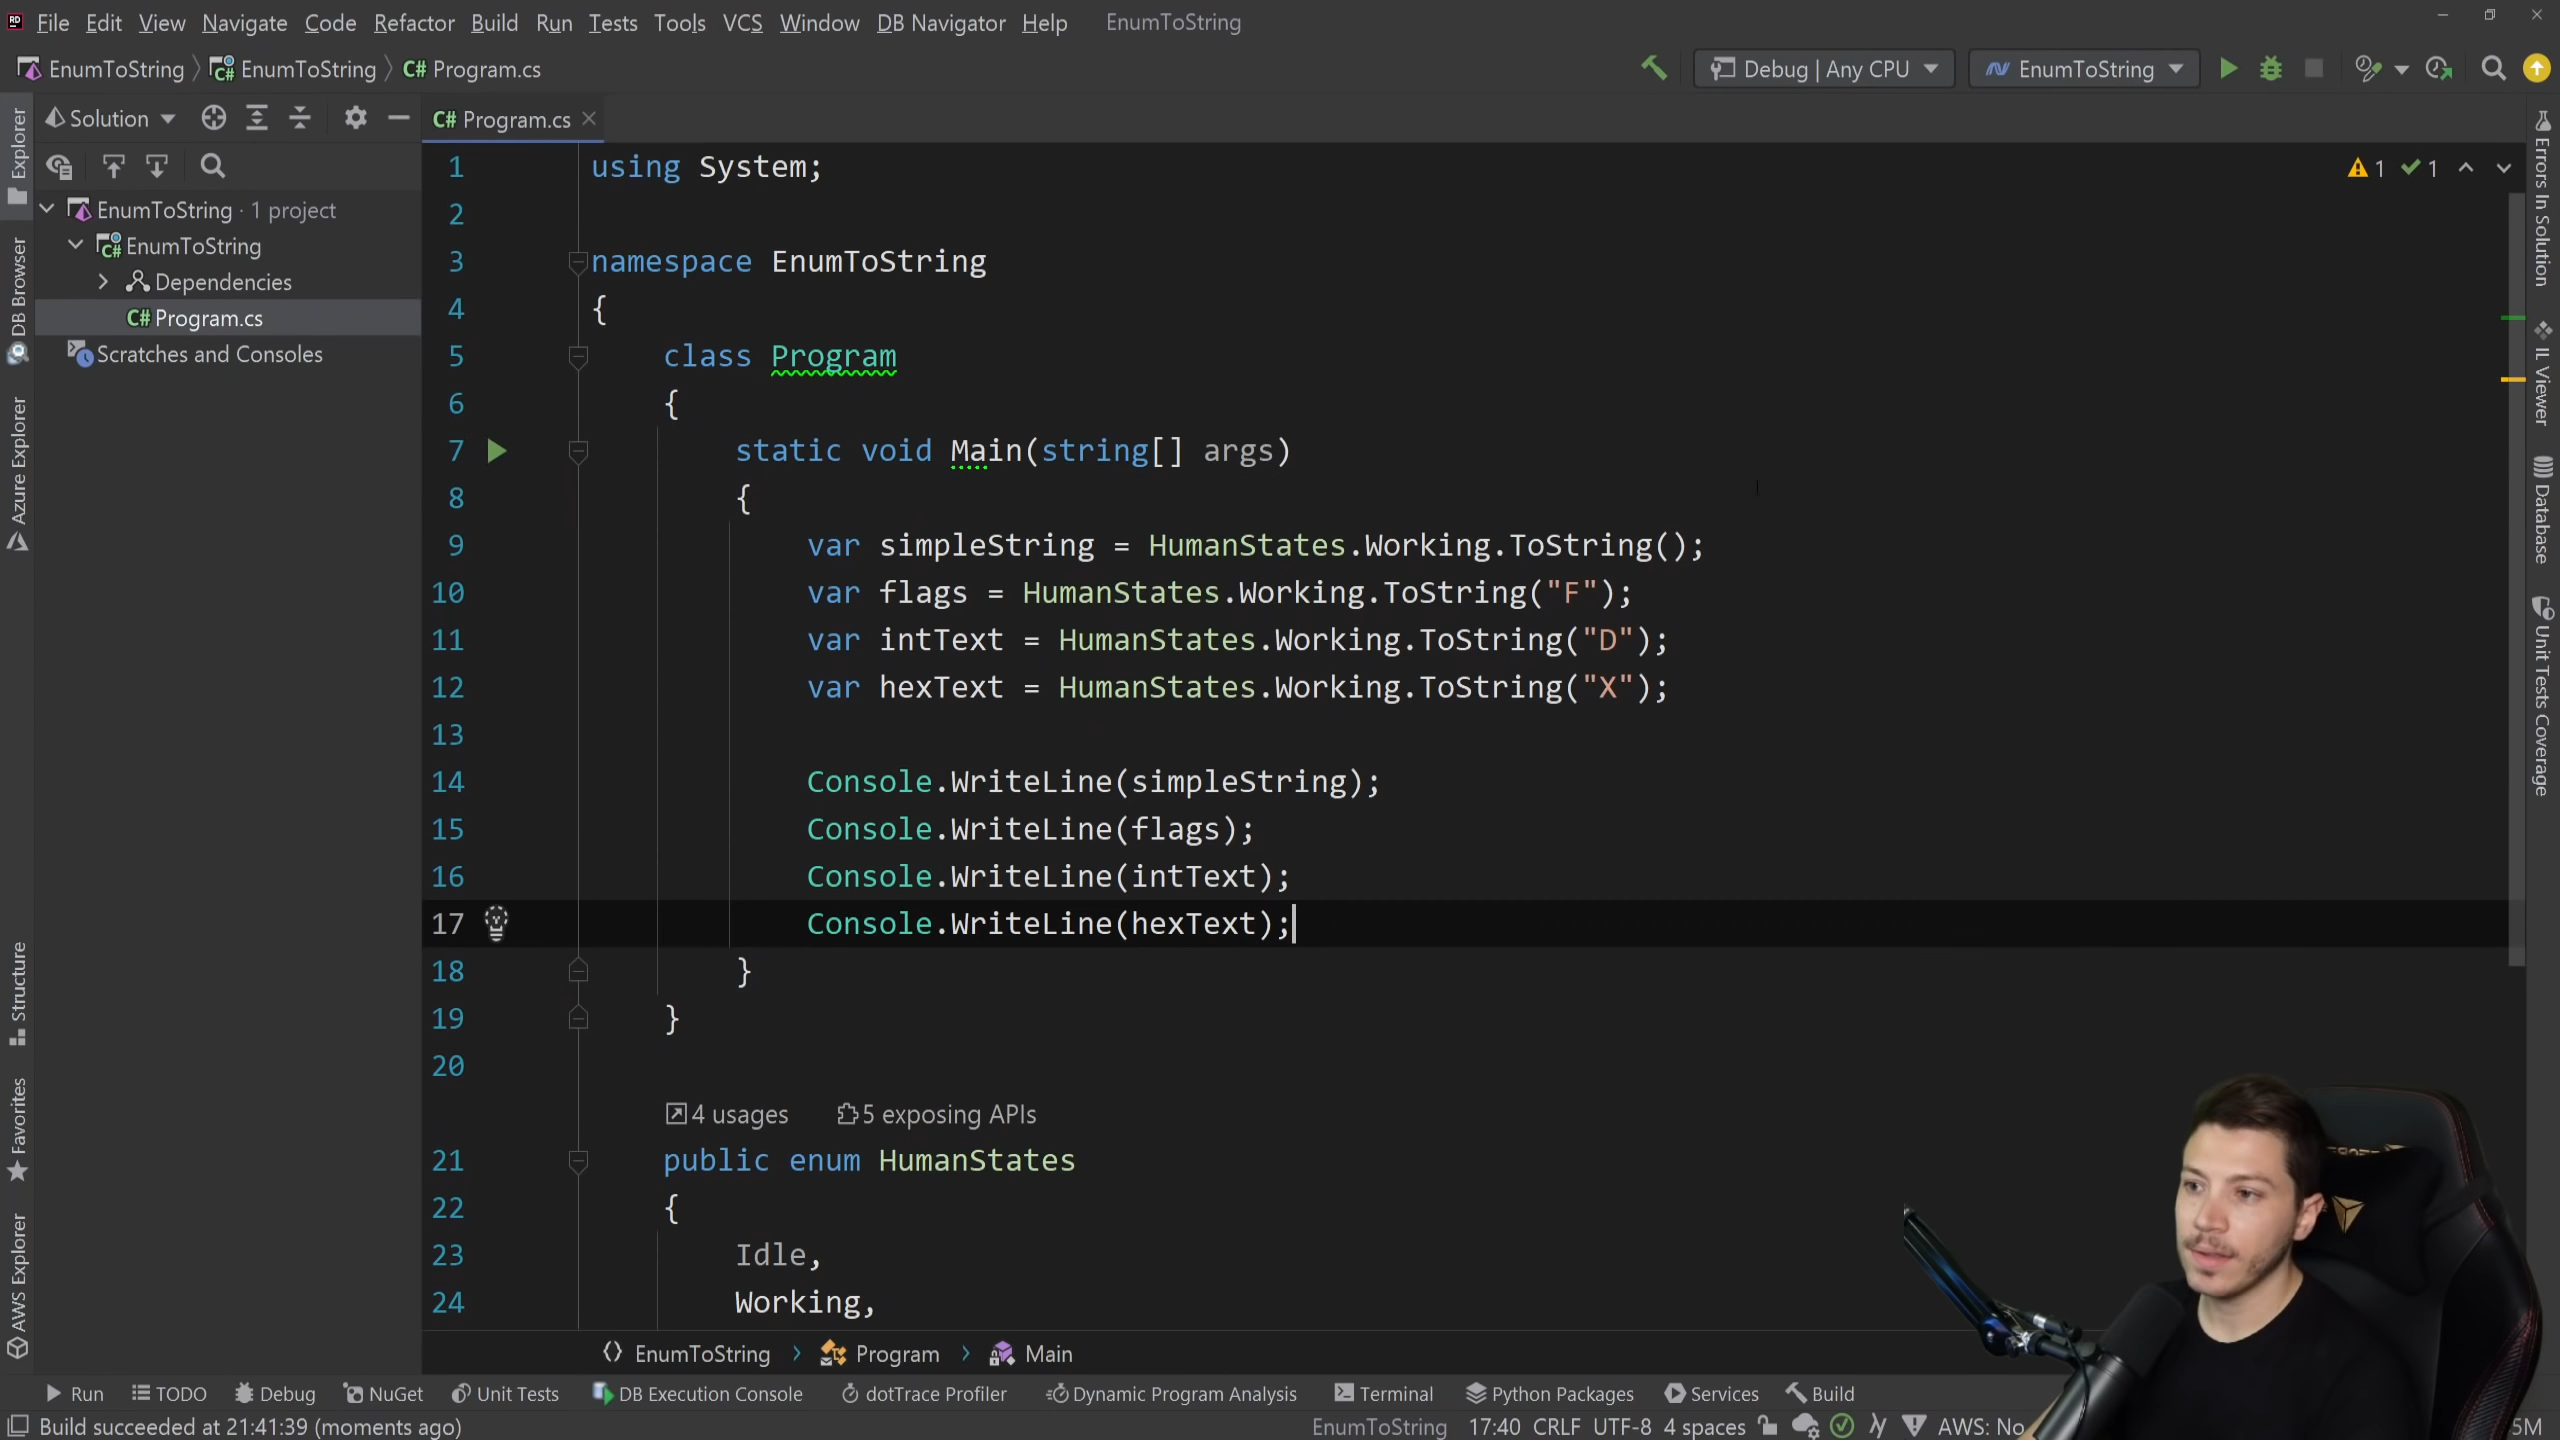 File Edit View Navigate Code Refactor Build Run Tests Tools VCS Window DB Navigator Help EnumToString
EnumToString EnumToString C# Program.cs Debug | Any CPU EnumToString
Solution
C# Program.cs
EnumToString · 1 project
EnumToString
Dependencies
C# Program.cs
Scratches and Consoles
Explorer
DB Browser
Azure Explorer
Structure
Favorites
AWS Explorer
1 using System;
2
3 namespace EnumToString
4 {
5 class Program
6 {
7 static void Main(string[] args)
8 {
9 var simpleString = HumanStates.Working.ToString();
10 var flags = HumanStates.Working.ToString("F");
11 var intText = HumanStates.Working.ToString("D");
12 var hexText = HumanStates.Working.ToString("X");
13
14 Console.WriteLine(simpleString);
15 Console.WriteLine(flags);
16 Console.WriteLine(intText);
17 Console.WriteLine(hexText);
18 }
19 }
20
4 usages 5 exposing APIs
21 public enum HumanStates
22 {
23 Idle,
24 Working,
1 1
Errors In Solution
IL Viewer
Database
Unit Tests Coverage
EnumToString Program Main
Run TODO Debug NuGet Unit Tests DB Execution Console dotTrace Profiler Dynamic Program Analysis Terminal Python Packages Services Build
Build succeeded at 21:41:39 (moments ago) EnumToString 17:40 CRLF UTF-8 4 spaces AWS: No 5M